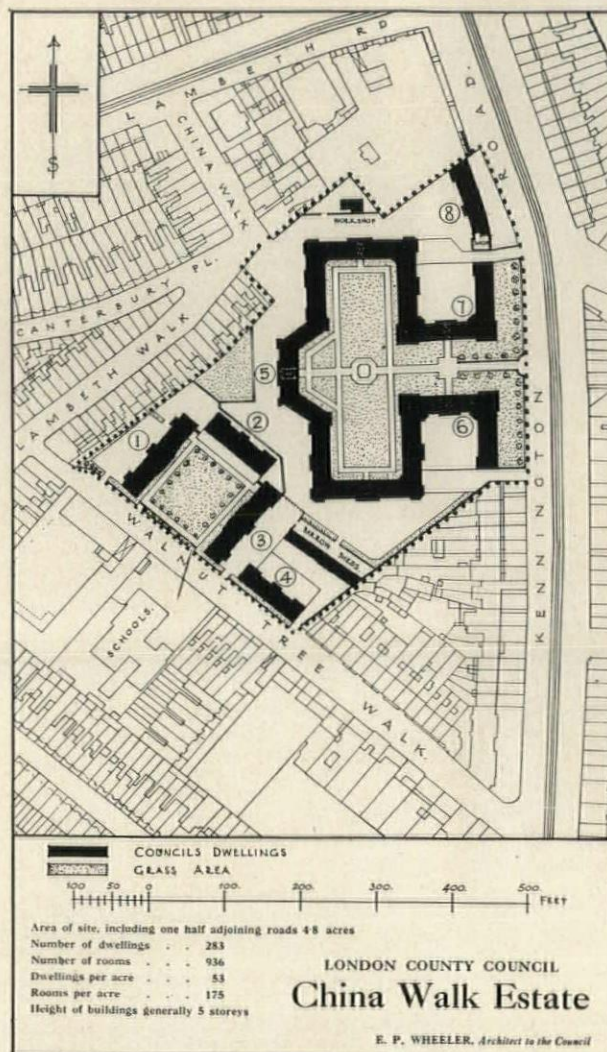 S
LAMBETH RD
CHINA WALK
CANTERBURY PL.
LAMBETH WALK
WORKSHOP
KENNINGTON ROAD.
8
7
5
6
2
1
3
4
BARROW SHEDS
WALNUT TREE WALK.
SCHOOLS.
COUNCILS DWELLINGS
GRASS AREA
100 50 0 100. 200. 300. 400. 500. FEET
Area of site, including one half adjoining roads 4·8 acres
Number of dwellings . . 283
Number of rooms . . . 936
Dwellings per acre . . . 53
Rooms per acre . . . 175
Height of buildings generally 5 storeys
LONDON COUNTY COUNCIL
China Walk Estate
E. P. WHEELER, Architect to the Council